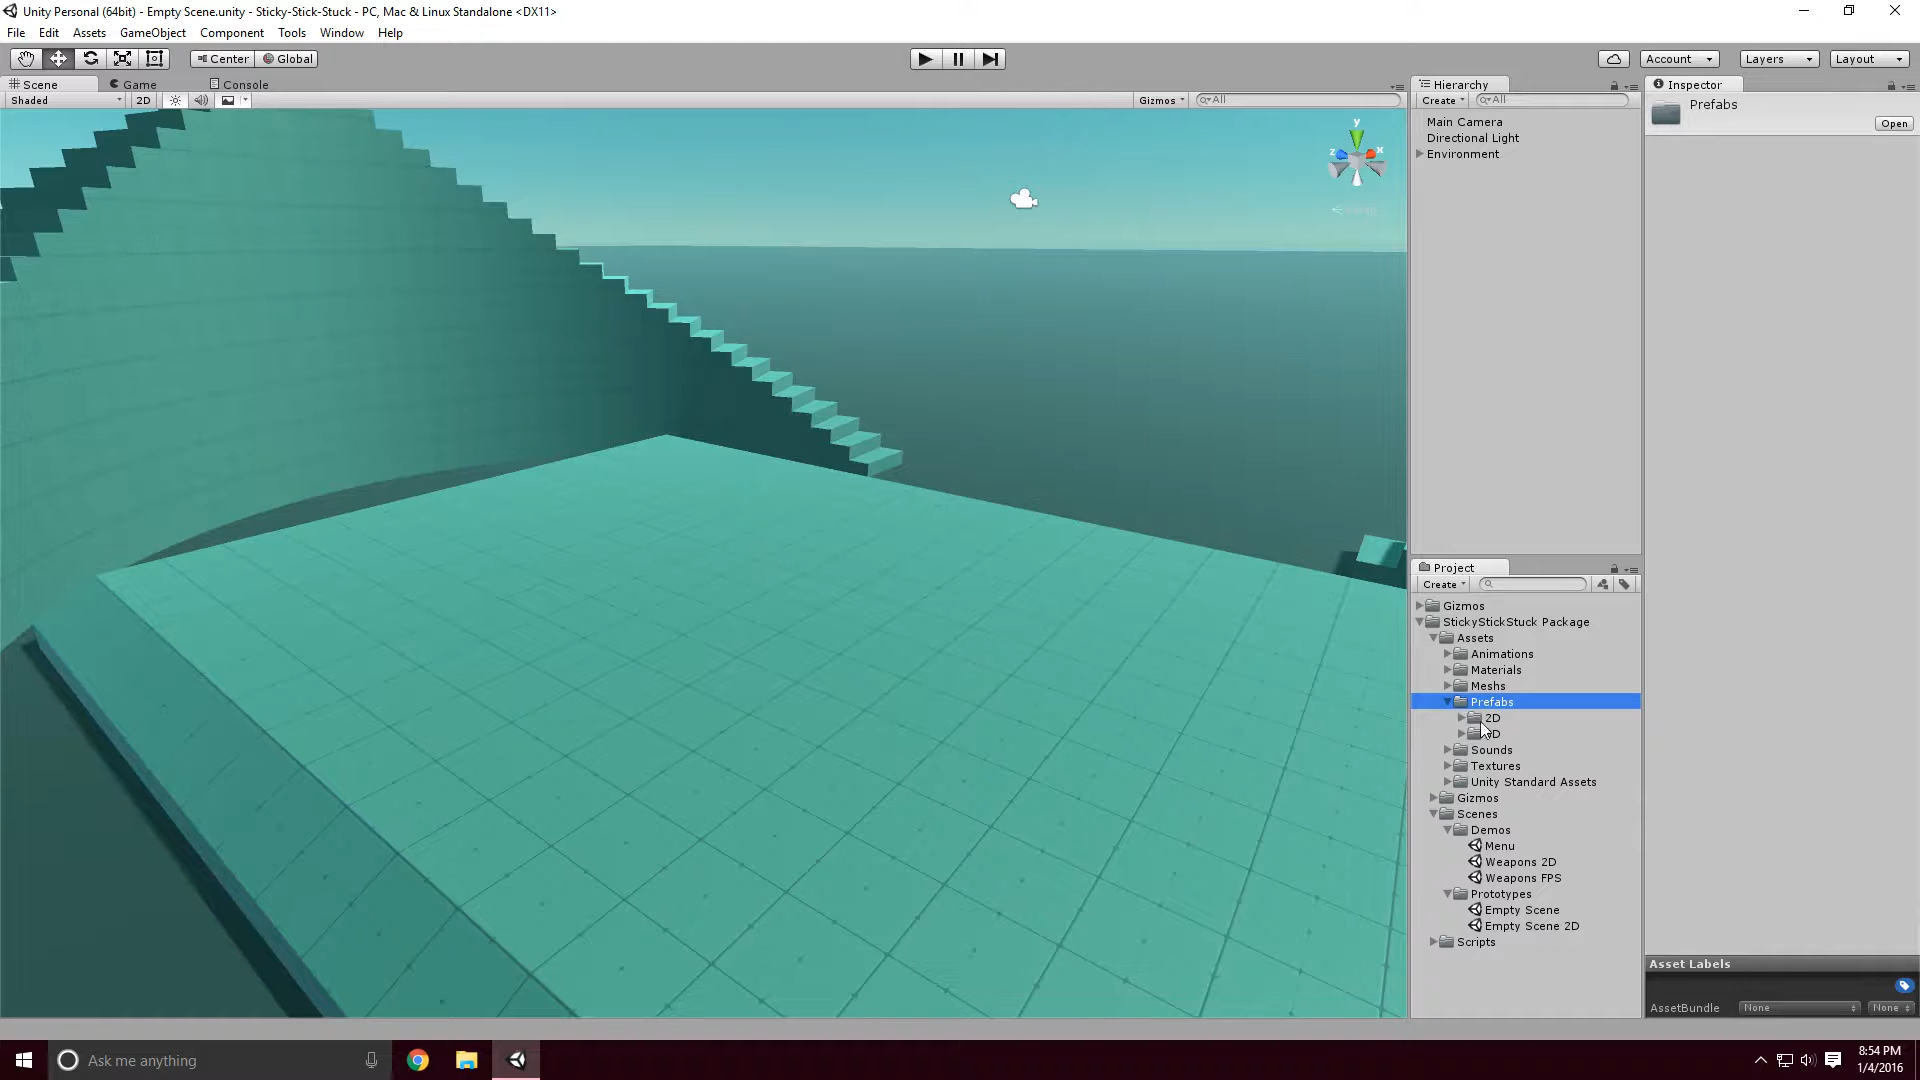 Unity Personal (64bit) - Empty Scene.unity - Sticky-Stick-Stuck - PC, Mac & Linux Standalone <DX11>
File Edit Assets GameObject Component Tools Window Help
Center Global Account Layers Layout
Scene Game Console Hierarchy Inspector
Shaded 2D Gizmos All Create All Prefabs
Open
y
z x
Persp
Main Camera
Directional Light
Environment
Project
Create
Gizmos
StickyStickStuck Package
Assets
Animations
Materials
Meshs
Prefabs
2D
D
Sounds
Textures
Unity Standard Assets
Gizmos
Scenes
Demos
Menu
Weapons 2D
Weapons FPS
Prototypes
Empty Scene
Empty Scene 2D
Scripts
Asset Labels
AssetBundle None None
Ask me anything
8:54 PM
1/4/2016